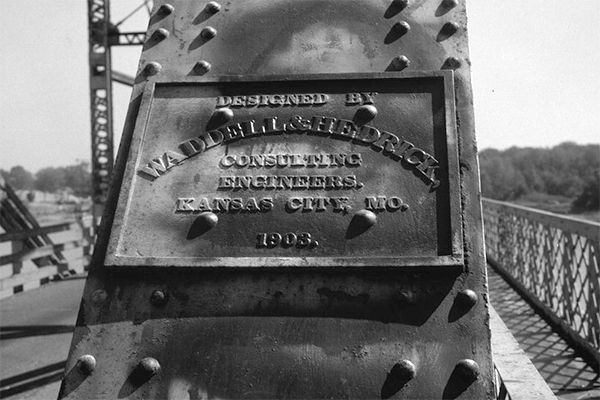 DESIGNED BY
WADDELL & HEDRICK,
CONSULTING
ENGINEERS.
KANSAS CITY, MO.
1903.